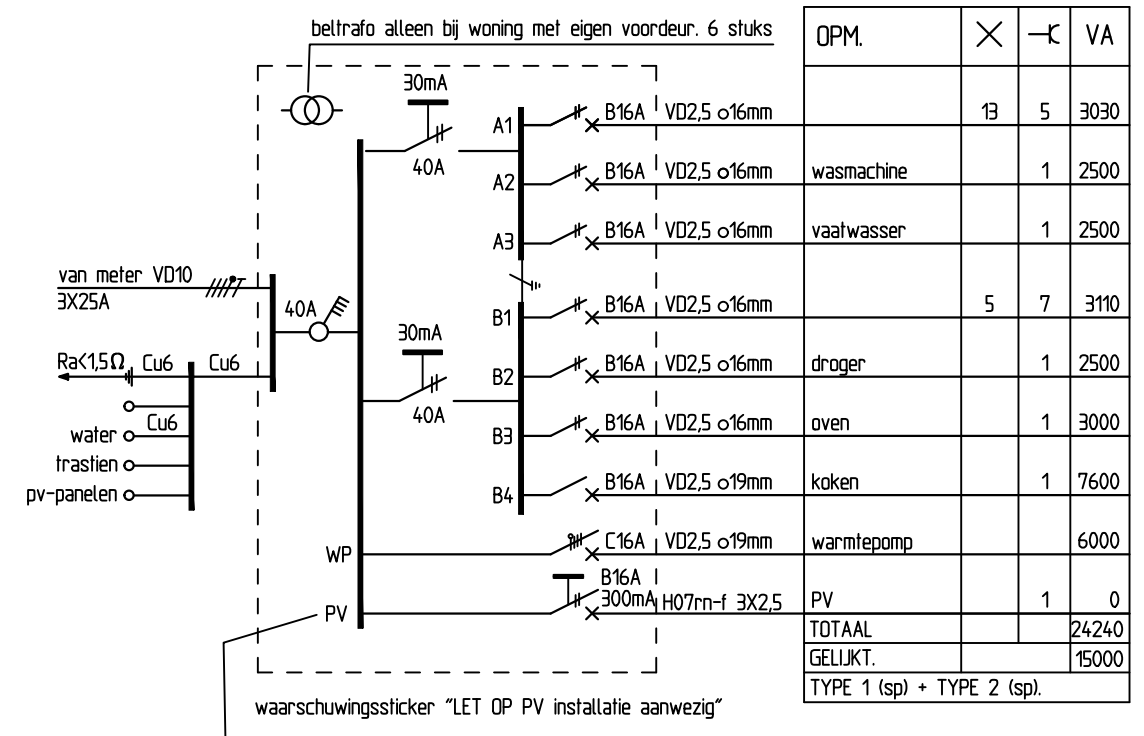 beltrafo alleen bij woning met eigen voordeur. 6 stuks
OPM. VA
30mA
40A
A1 B16A VD2,5 o16mm 13 5 3030
A2 B16A VD2,5 o16mm wasmachine 1 2500
A3 B16A VD2,5 o16mm vaatwasser 1 2500
van meter VD10
3X25A
40A
B1 B16A VD2,5 o16mm 5 7 3110
30mA
40A
Ra<1,5Ω Cu6 Cu6
B2 B16A VD2,5 o16mm droger 1 2500
Cu6
water
B3 B16A VD2,5 o16mm oven 1 3000
trastien
pv-panelen
B4 B16A VD2,5 o19mm koken 1 7600
WP C16A VD2,5 o19mm warmtepomp 6000
B16A
PV 300mA H07rn-f 3X2,5 PV 1 0
TOTAAL 24240
GELIJKT. 15000
TYPE 1 (sp) + TYPE 2 (sp).
waarschuwingssticker "LET OP PV installatie aanwezig"